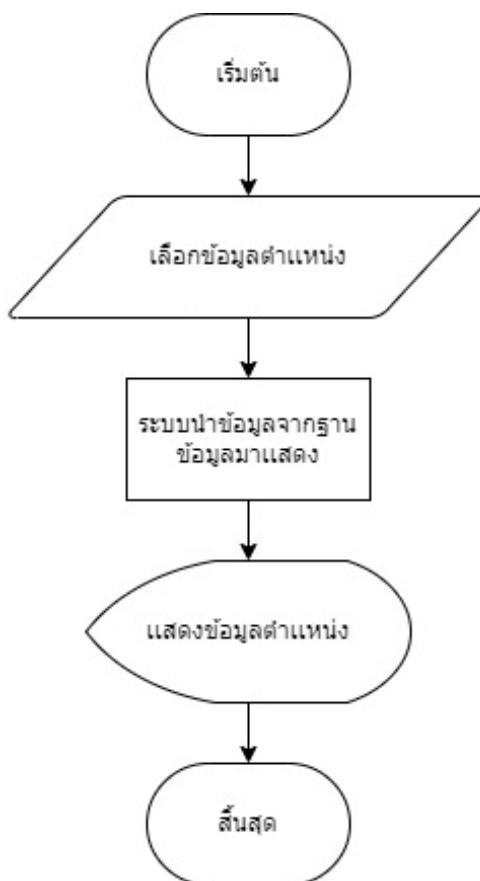 เริ่มต้น
เลือกข้อมูลตำแหน่ง
ระบบนำข้อมูลจากฐาน
ข้อมูลมาแสดง
แสดงข้อมูลตำแหน่ง
สิ้นสุด